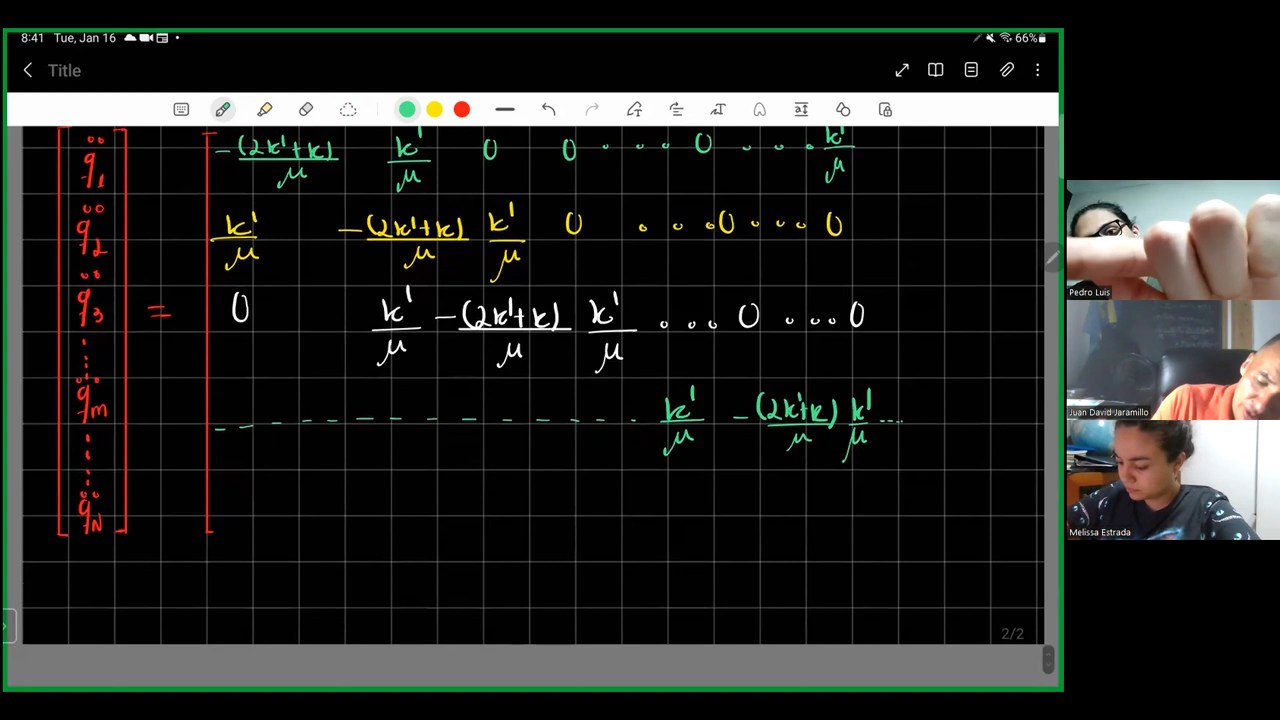 8:41 Tue, Jan 16 66%
Title
q̈1 -(2k'+k)/μ k'/μ 0 0 . . . 0 . . . k'/μ
q̈2 k'/μ -(2k'+k)/μ k'/μ 0 . . . 0 . . . 0
q̈3 = 0 k'/μ -(2k'+k)/μ k'/μ . . . 0 . . . 0
⋮
q̈m - - - - - - - - - - - - - - - k'/μ -(2k'+k)/μ k'/μ ---
⋮
q̈N
2/2
Pedro Luis
Juan David Jaramillo
Melissa Estrada